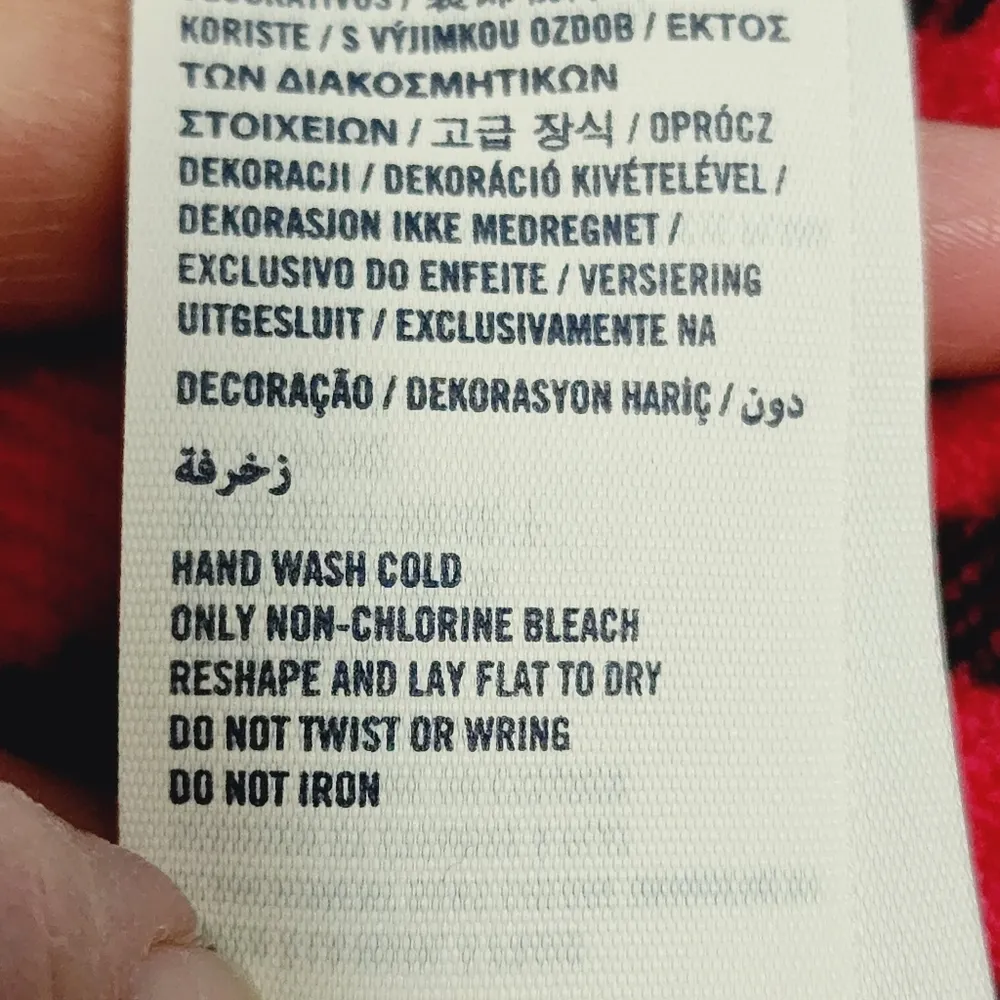 KORISTE / S VÝJIMKOU OZDOB / ΕΚΤΟΣ
ΤΩΝ ΔΙΑΚΟΣΜΗΤΙΚΩΝ
ΣΤΟΙΧΕΙΩΝ / 고급 장식 / OPRÓCZ
DEKORACJI / DEKORÁCIÓ KIVÉTELÉVEL /
DEKORASJON IKKE MEDREGNET /
EXCLUSIVO DO ENFEITE / VERSIERING
UITGESLUIT / EXCLUSIVAMENTE NA
DECORAÇÃO / DEKORASYON HARİÇ / دون
زخرفة
HAND WASH COLD
ONLY NON-CHLORINE BLEACH
RESHAPE AND LAY FLAT TO DRY
DO NOT TWIST OR WRING
DO NOT IRON